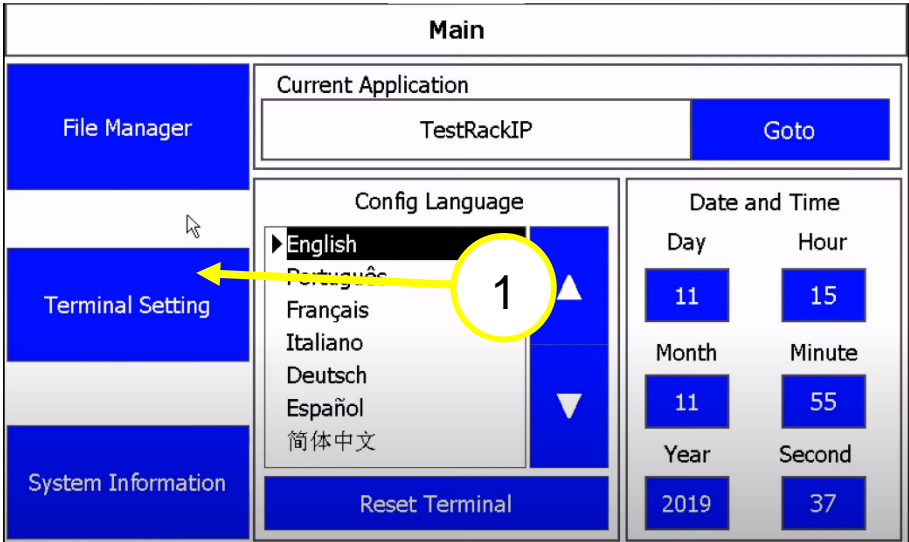 Main
File Manager
Terminal Setting
System Information
Current Application
TestRackIP
Goto
Config Language
English
Português
Français
Italiano
Deutsch
Español
简体中文
1
Reset Terminal
Date and Time
Day Hour
11 15
Month Minute
11 55
Year Second
2019 37